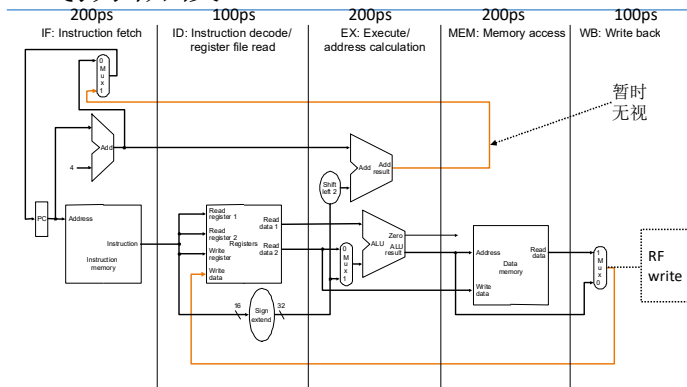 200ps
100ps
200ps
200ps
100ps
IF: Instruction fetch
ID: Instruction decode/
register file read
EX: Execute/
address calculation
MEM: Memory access
WB: Write back
0
M
u
x
1
暂时
无视
Add
4
Add
Add
result
Shift
left 2
PC
Address
Instruction
Instruction
memory
Read
register 1
Read
register 2
Registers
Write
register
Write
data
Read
data 1
Read
data 2
0
M
u
x
1
Zero
ALU
ALU
result
Address
Data
memory
Write
data
Read
data
1
M
u
x
0
RF
write
16
Sign
extend
32